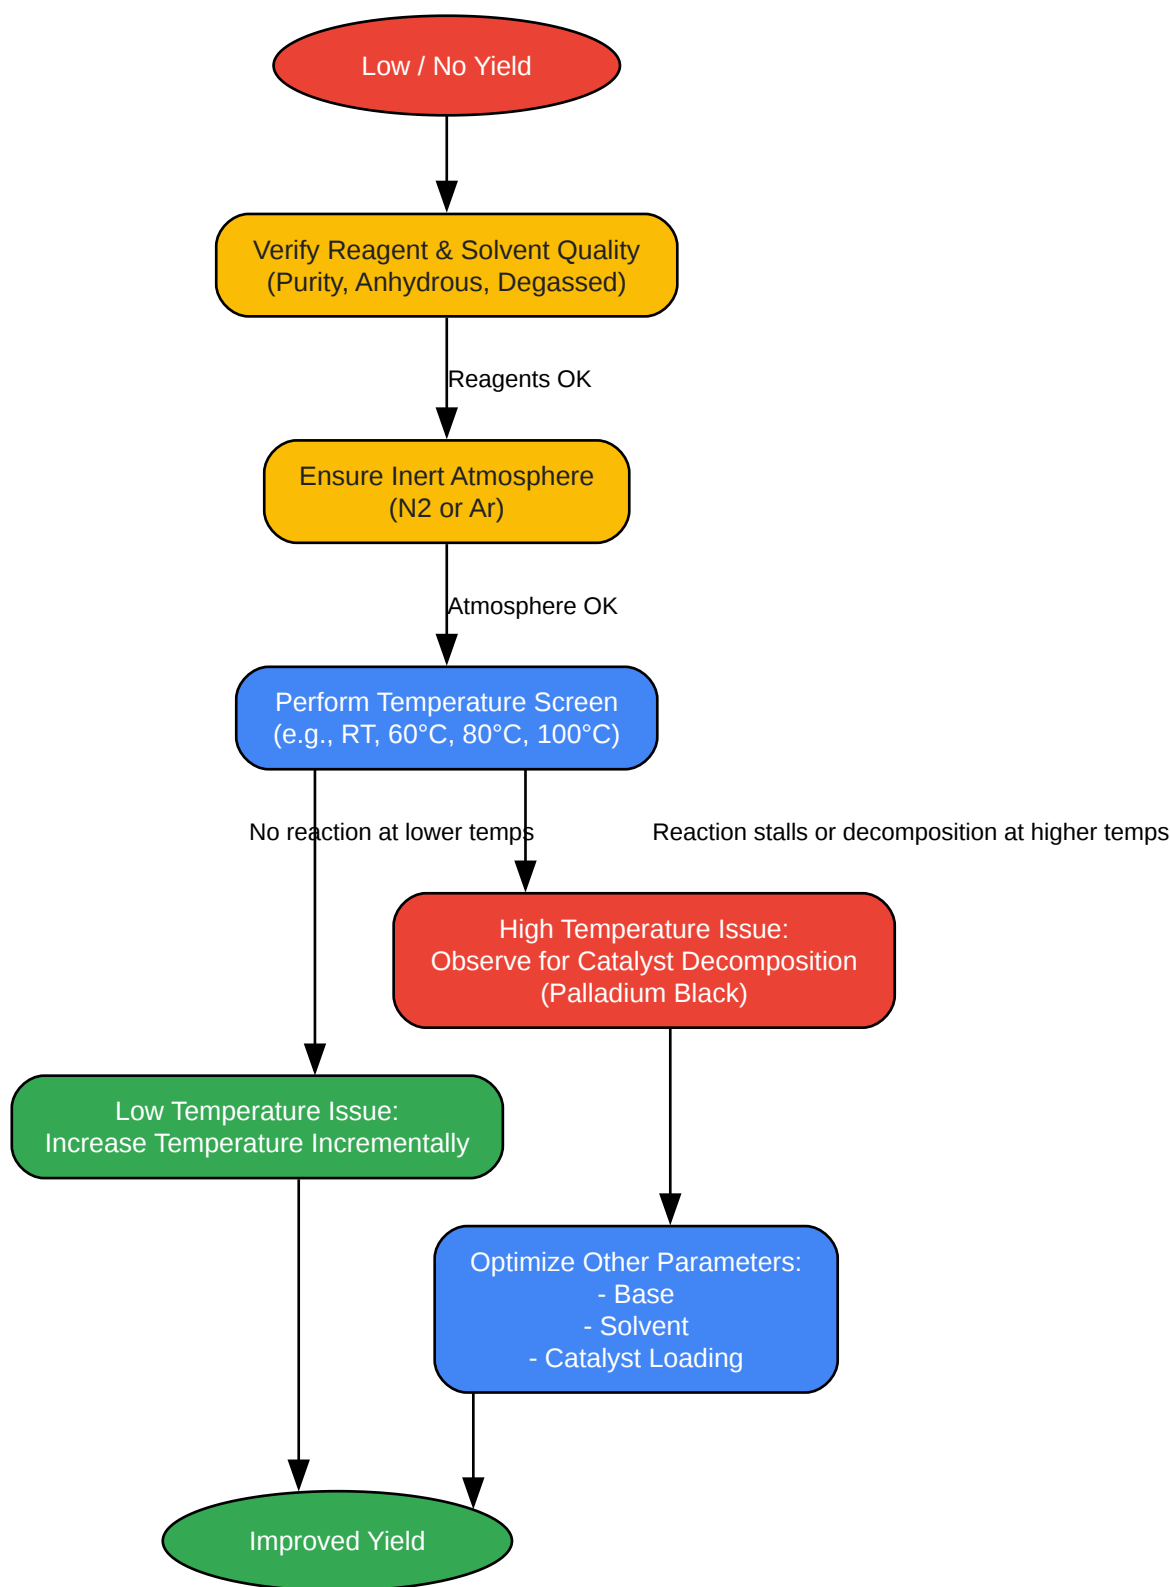 Low / No Yield
Verify Reagent & Solvent Quality
(Purity, Anhydrous, Degassed)
Reagents OK
Ensure Inert Atmosphere
(N2 or Ar)
Atmosphere OK
Perform Temperature Screen
(e.g., RT, 60°C, 80°C, 100°C)
No reaction at lower temps
Reaction stalls or decomposition at higher temps
High Temperature Issue:
Observe for Catalyst Decomposition
(Palladium Black)
Low Temperature Issue:
Increase Temperature Incrementally
Optimize Other Parameters:
- Base
- Solvent
- Catalyst Loading
Improved Yield